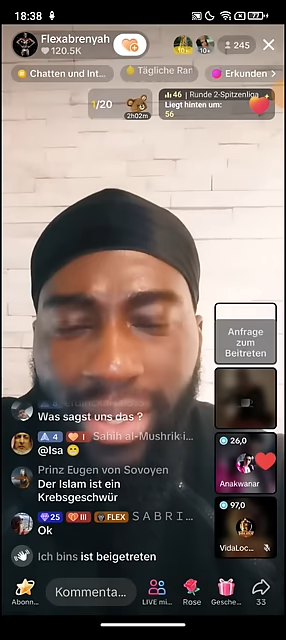 18:38
77
Flexabrenyah
120.5K
10+
10+
245
Chatten und Int...
Tägliche Ran
Erkunden >
1/20
2h02m
46 | Runde 2-Spitzenliga
Liegt hinten um:
56
Anfrage
zum
Beitreten
Was sagst uns das ?
4 I Sahih al-Mushrik i...
@Isa
26,0
Anakwanar
Prinz Eugen von Sovoyen
Der Islam ist ein
Krebsgeschwür
97,0
VidaLoc...
25 III FLEX S A B R I ...
Ok
Ich bins ist beigetreten
Abonn...
Kommenta...
LIVE mi...
Rose
Gesche...
33